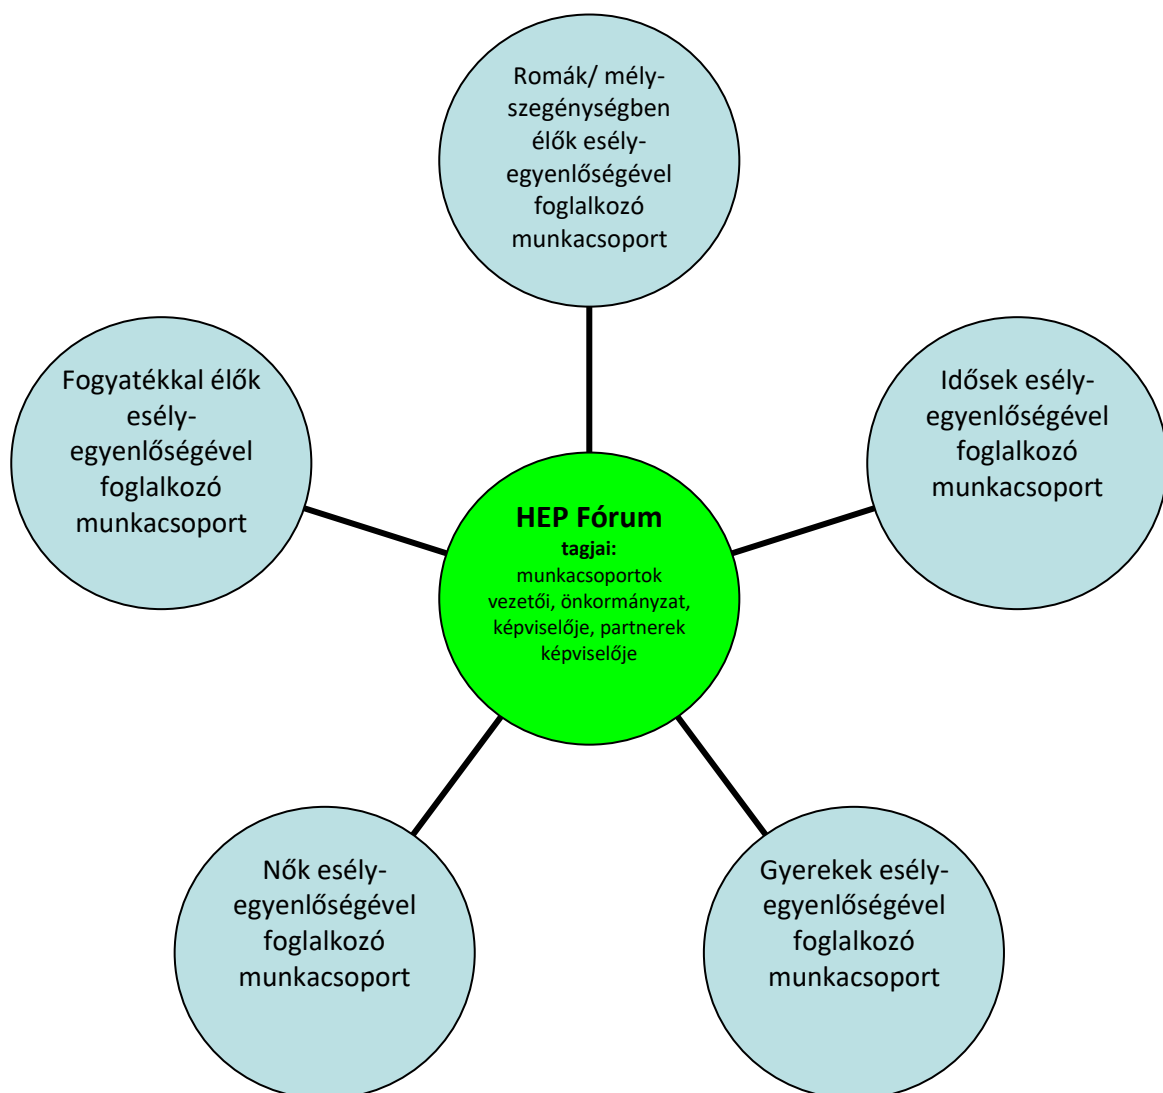 Romák/ mély-
szegénységben
élők esély-
egyenlőségével
foglalkozó
munkacsoport
Fogyatékkal élők
esély-
egyenlőségével
foglalkozó
munkacsoport
Idősek esély-
egyenlőségével
foglalkozó
munkacsoport
HEP Fórum
tagjai:
munkacsoportok
vezetői, önkormányzat,
képviselője, partnerek
képviselője
Nők esély-
egyenlőségével
foglalkozó
munkacsoport
Gyerekek esély-
egyenlőségével
foglalkozó
munkacsoport